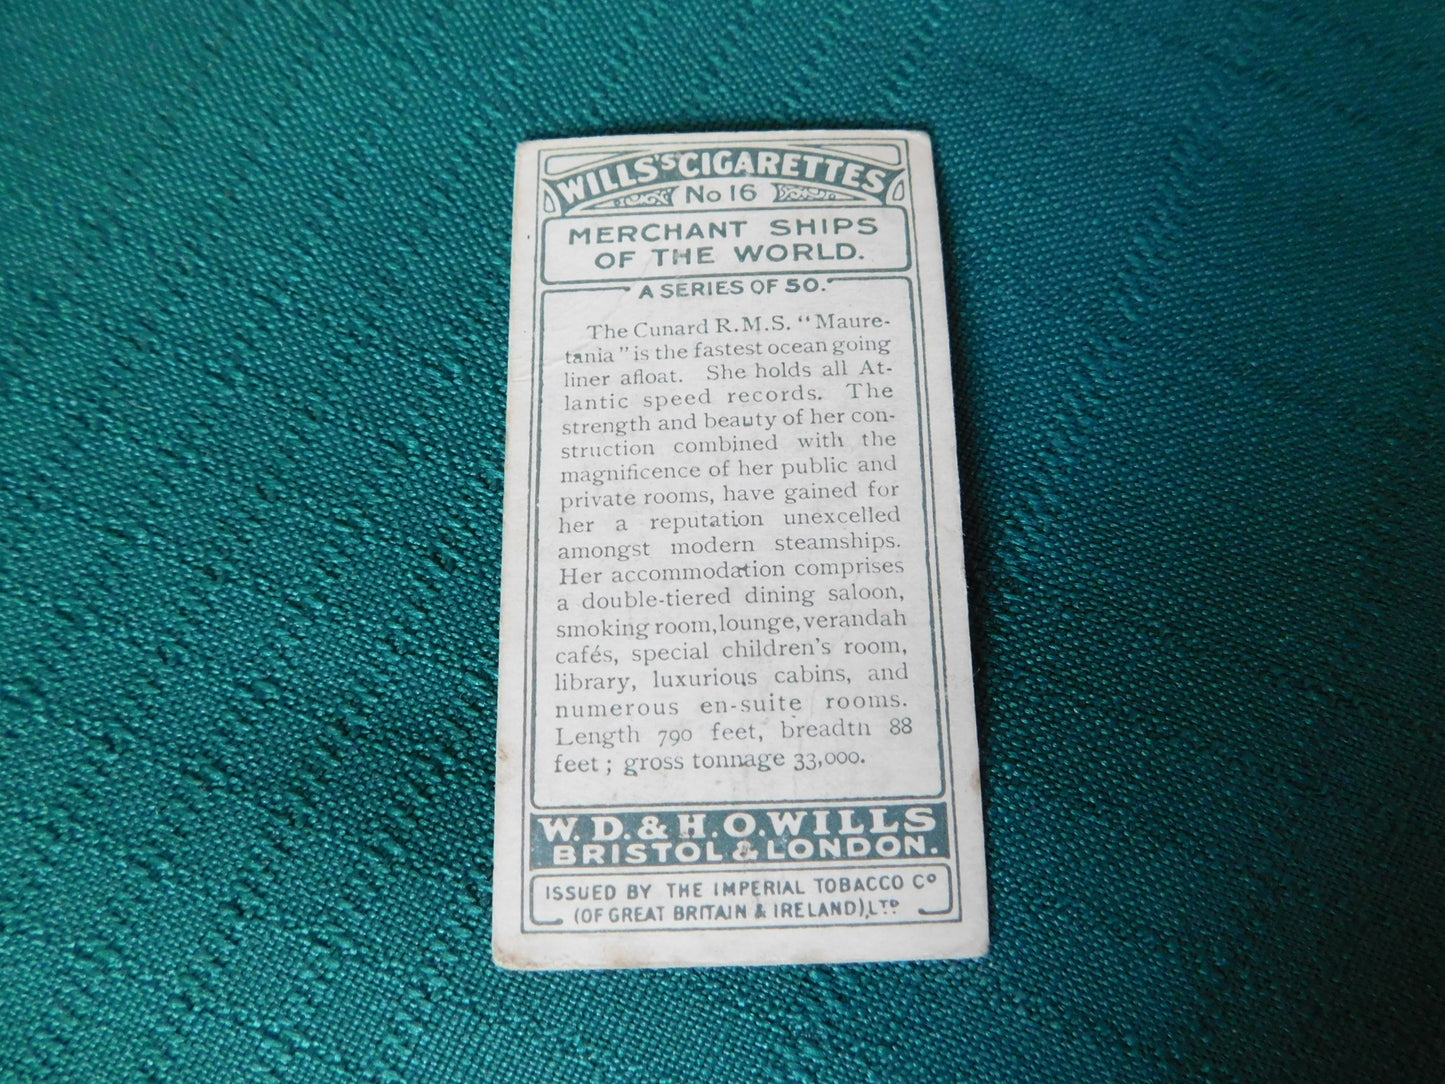 WILLS'S CIGARETTES
No 16
MERCHANT SHIPS
OF THE WORLD.
A SERIES OF 50.
The Cunard R.M.S. "Maure-
tania" is the fastest ocean going
liner afloat. She holds all At-
lantic speed records. The
strength and beauty of her con-
struction combined with the
magnificence of her public and
private rooms, have gained for
her a reputation unexcelled
amongst modern steamships.
Her accommodation comprises
a double-tiered dining saloon,
smoking room, lounge, verandah
cafés, special children's room,
library, luxurious cabins, and
numerous en-suite rooms.
Length 790 feet, breadth 88
feet; gross tonnage 33,000.
W. D. & H. O. WILLS
BRISTOL & LONDON.
ISSUED BY THE IMPERIAL TOBACCO Cº
(OF GREAT BRITAIN & IRELAND), LTD